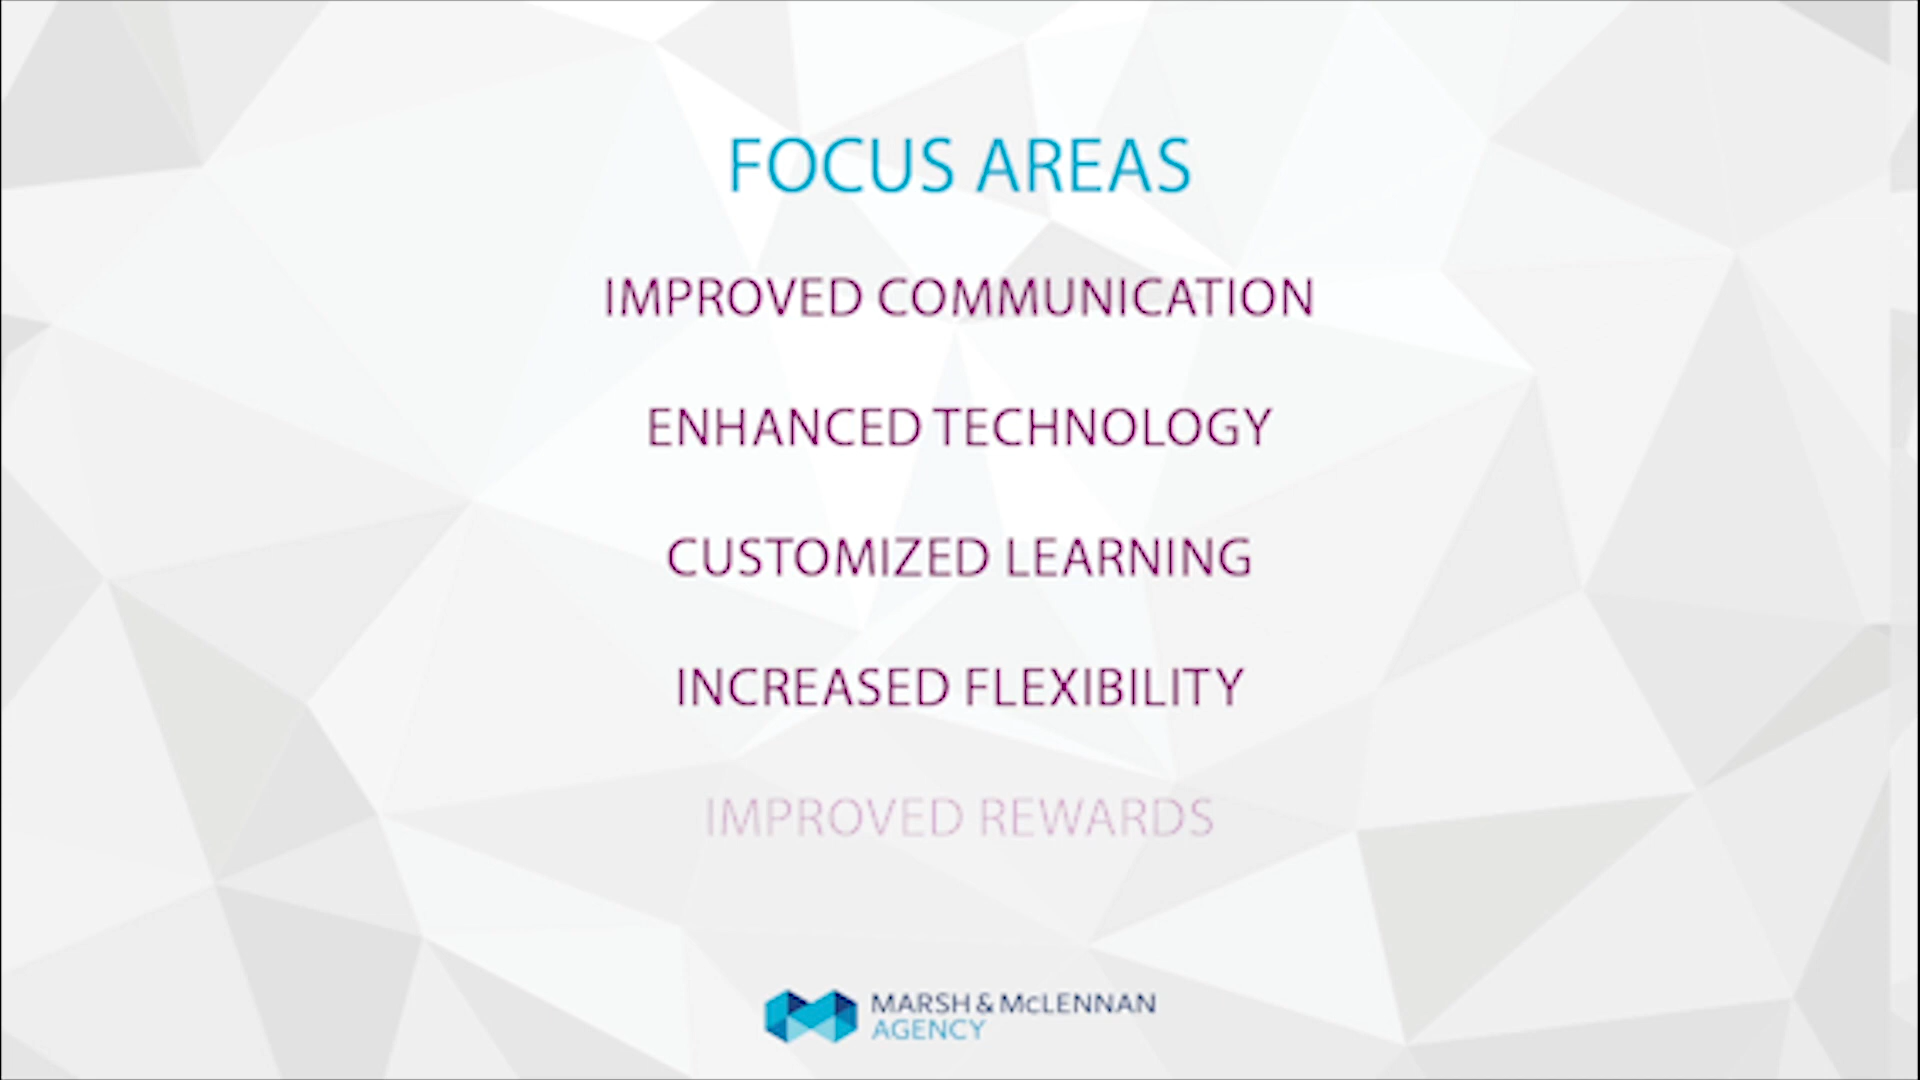 FOCUS AREAS
IMPROVED COMMUNICATION
ENHANCED TECHNOLOGY
CUSTOMIZED LEARNING
INCREASED FLEXIBILITY
IMPROVED REWARDS
MARSH & McLENNAN
AGENCY